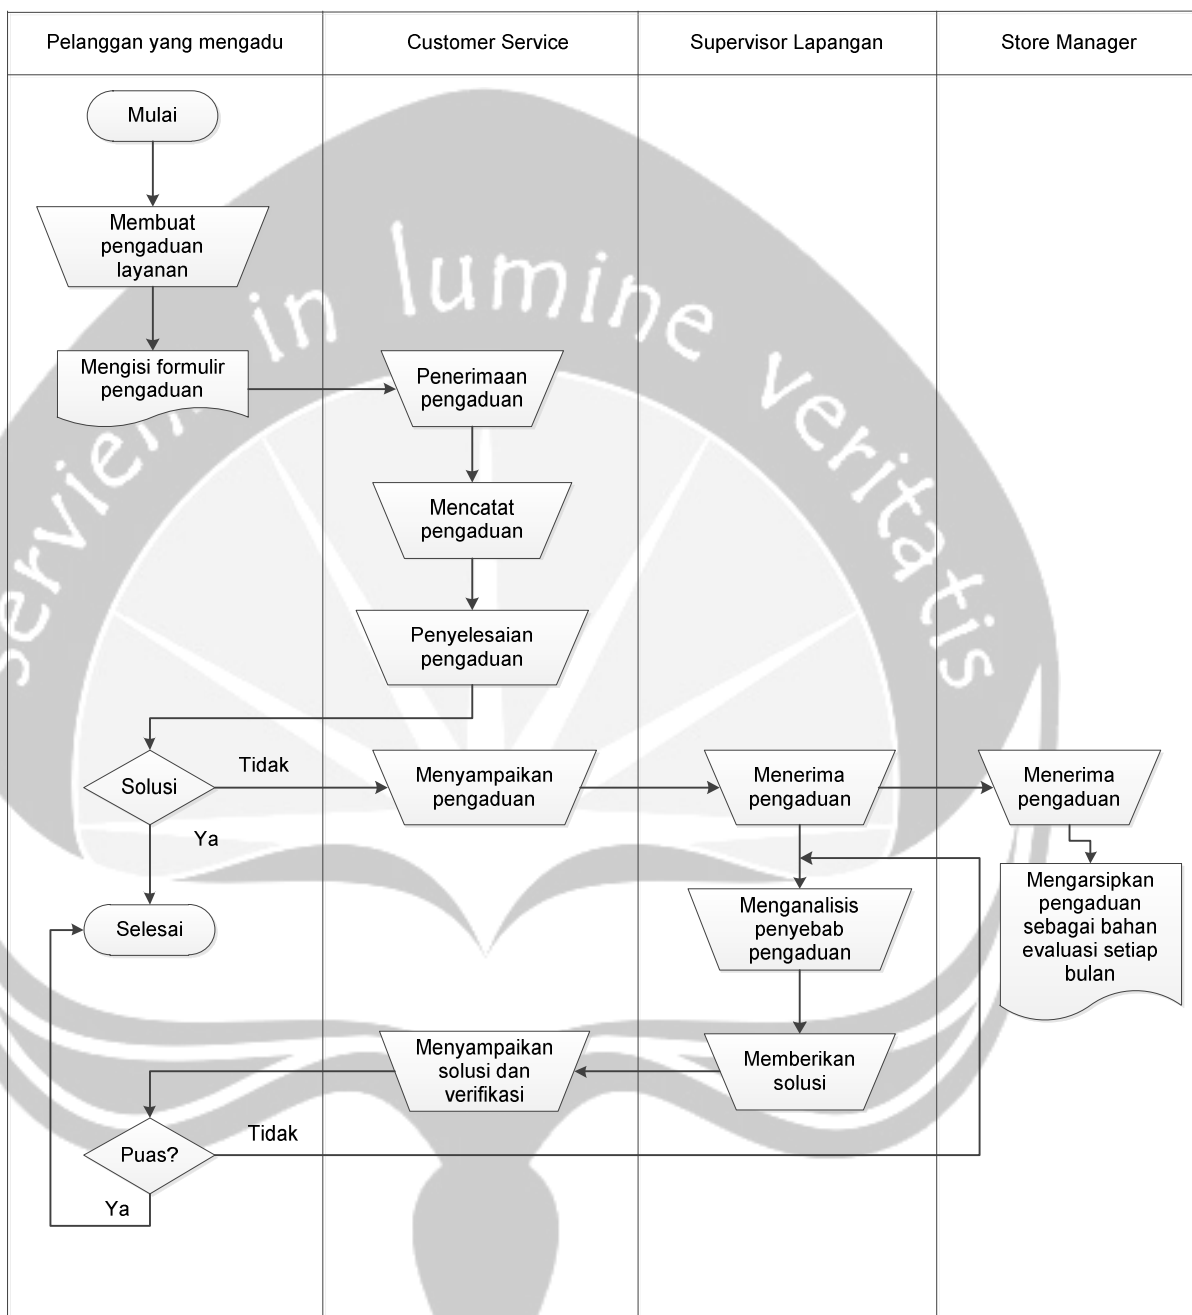 Pelanggan yang mengadu
Customer Service
Supervisor Lapangan
Store Manager
Mulai
Membuat
pengaduan
layanan
Mengisi formulir
pengaduan
Penerimaan
pengaduan
Mencatat
pengaduan
Penyelesaian
pengaduan
Solusi
Tidak
Ya
Menyampaikan
pengaduan
Menerima
pengaduan
Menerima
pengaduan
Selesai
Menganalisis
penyebab
pengaduan
Mengarsipkan
pengaduan
sebagai bahan
evaluasi setiap
bulan
Memberikan
solusi
Menyampaikan
solusi dan
verifikasi
Puas?
Tidak
Ya
serviens in lumine veritatis